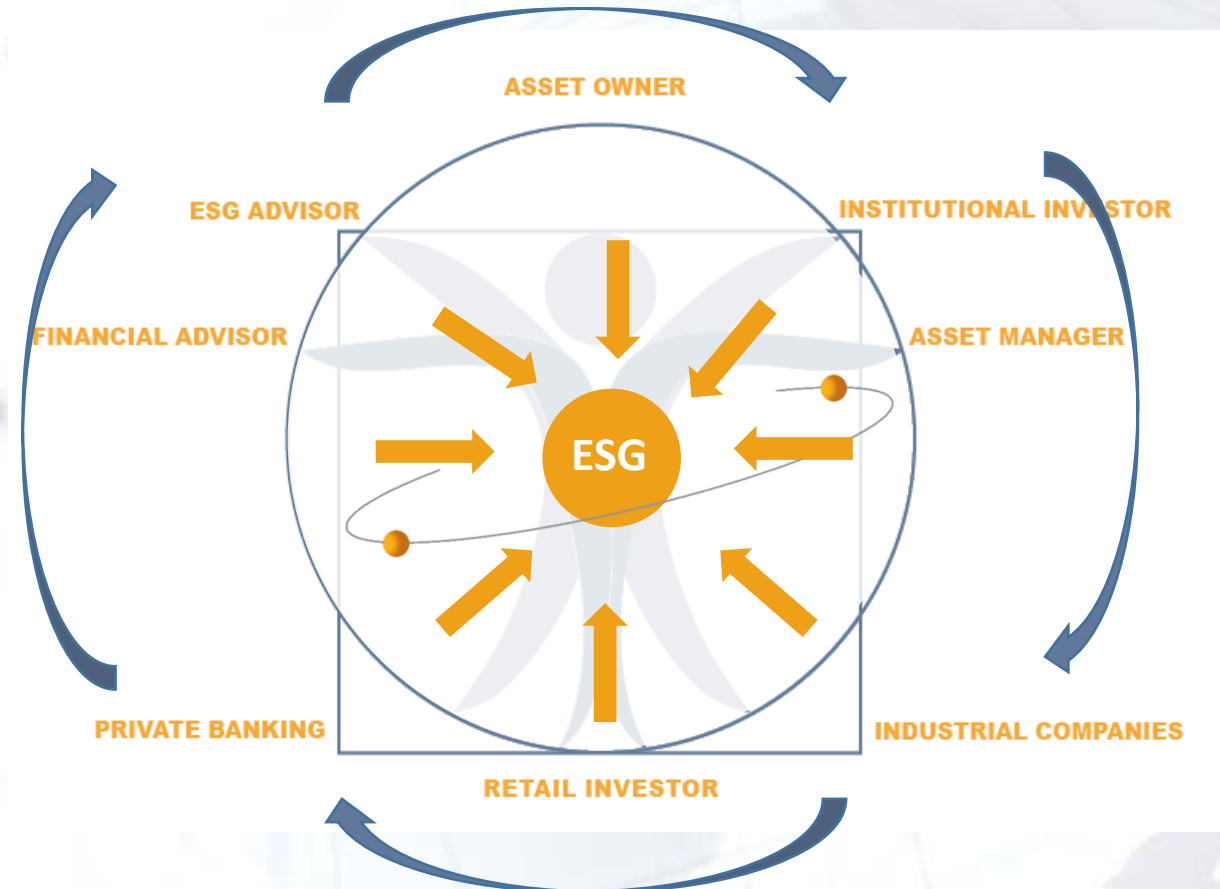 ASSET OWNER
ESG ADVISOR
INSTITUTIONAL INVESTOR
FINANCIAL ADVISOR
ASSET MANAGER
ESG
PRIVATE BANKING
INDUSTRIAL COMPANIES
RETAIL INVESTOR